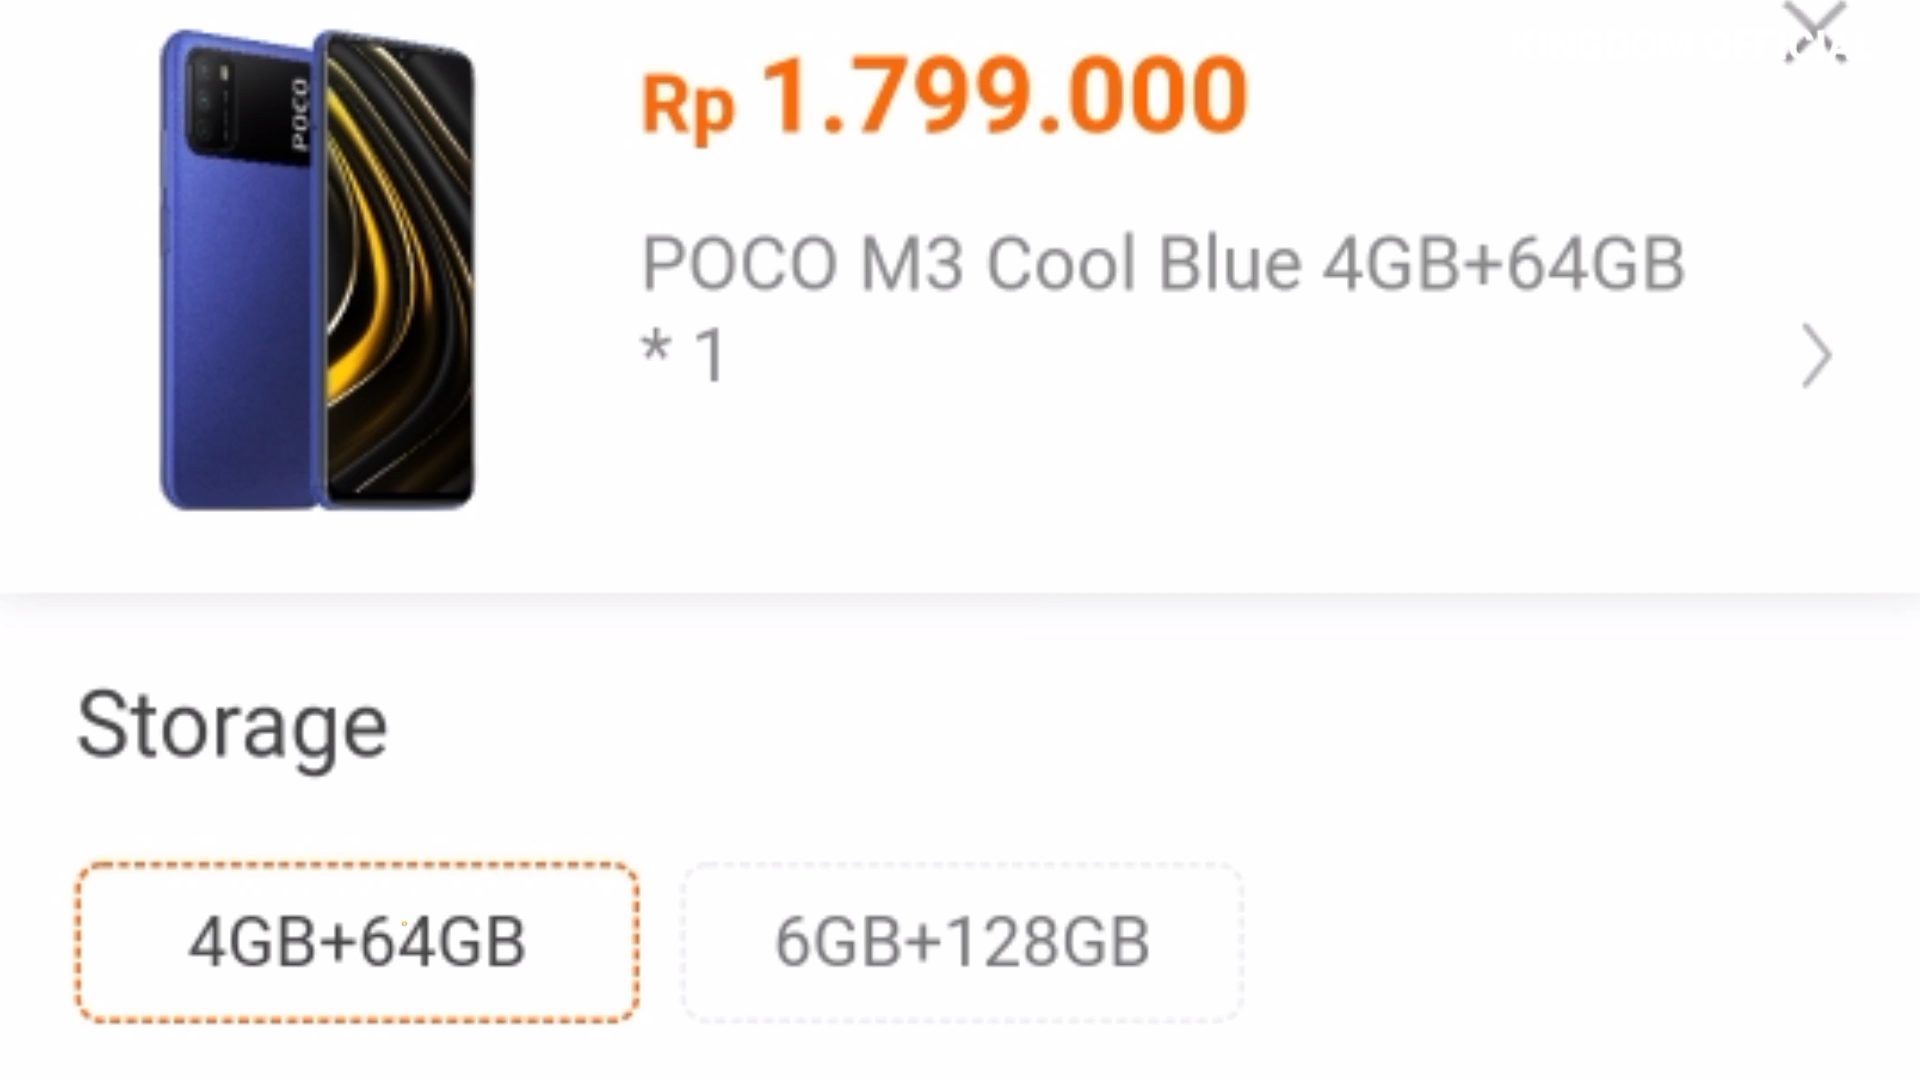 POCO
Rp 1.799.000
POCO M3 Cool Blue 4GB+64GB
* 1
Storage
4GB+64GB
6GB+128GB